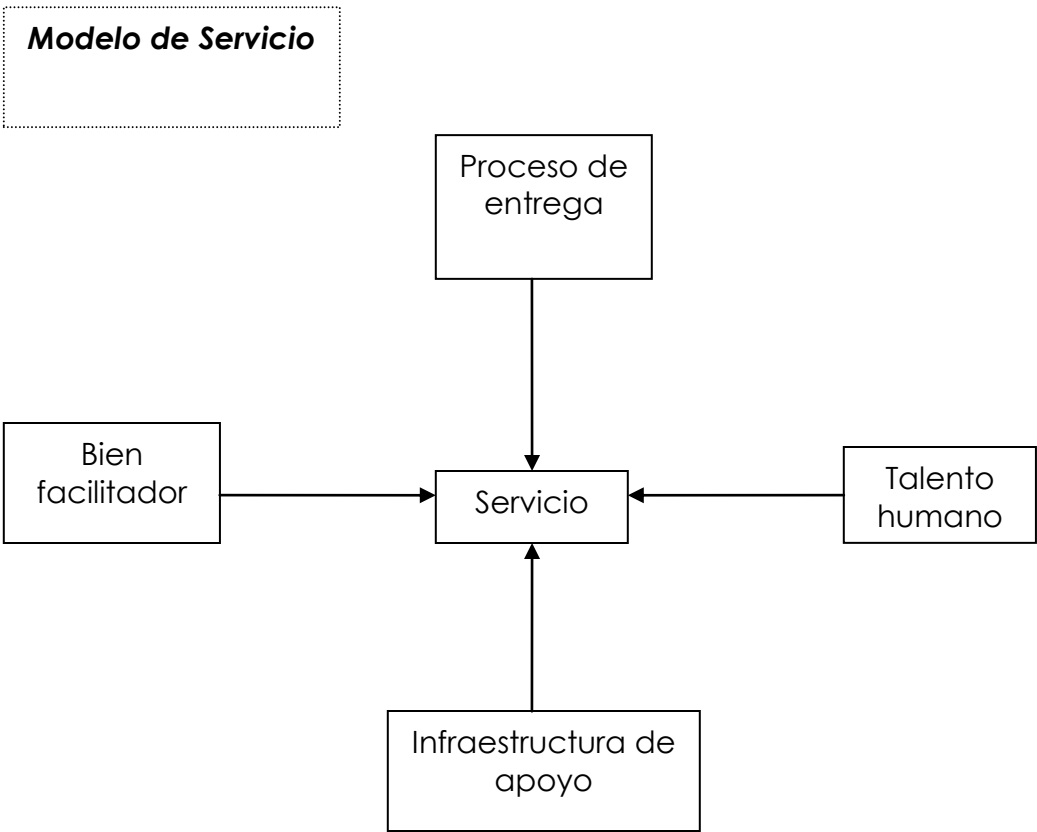 Modelo de Servicio
Proceso de
entrega
Bien
facilitador
Servicio
Talento
humano
Infraestructura de
apoyo